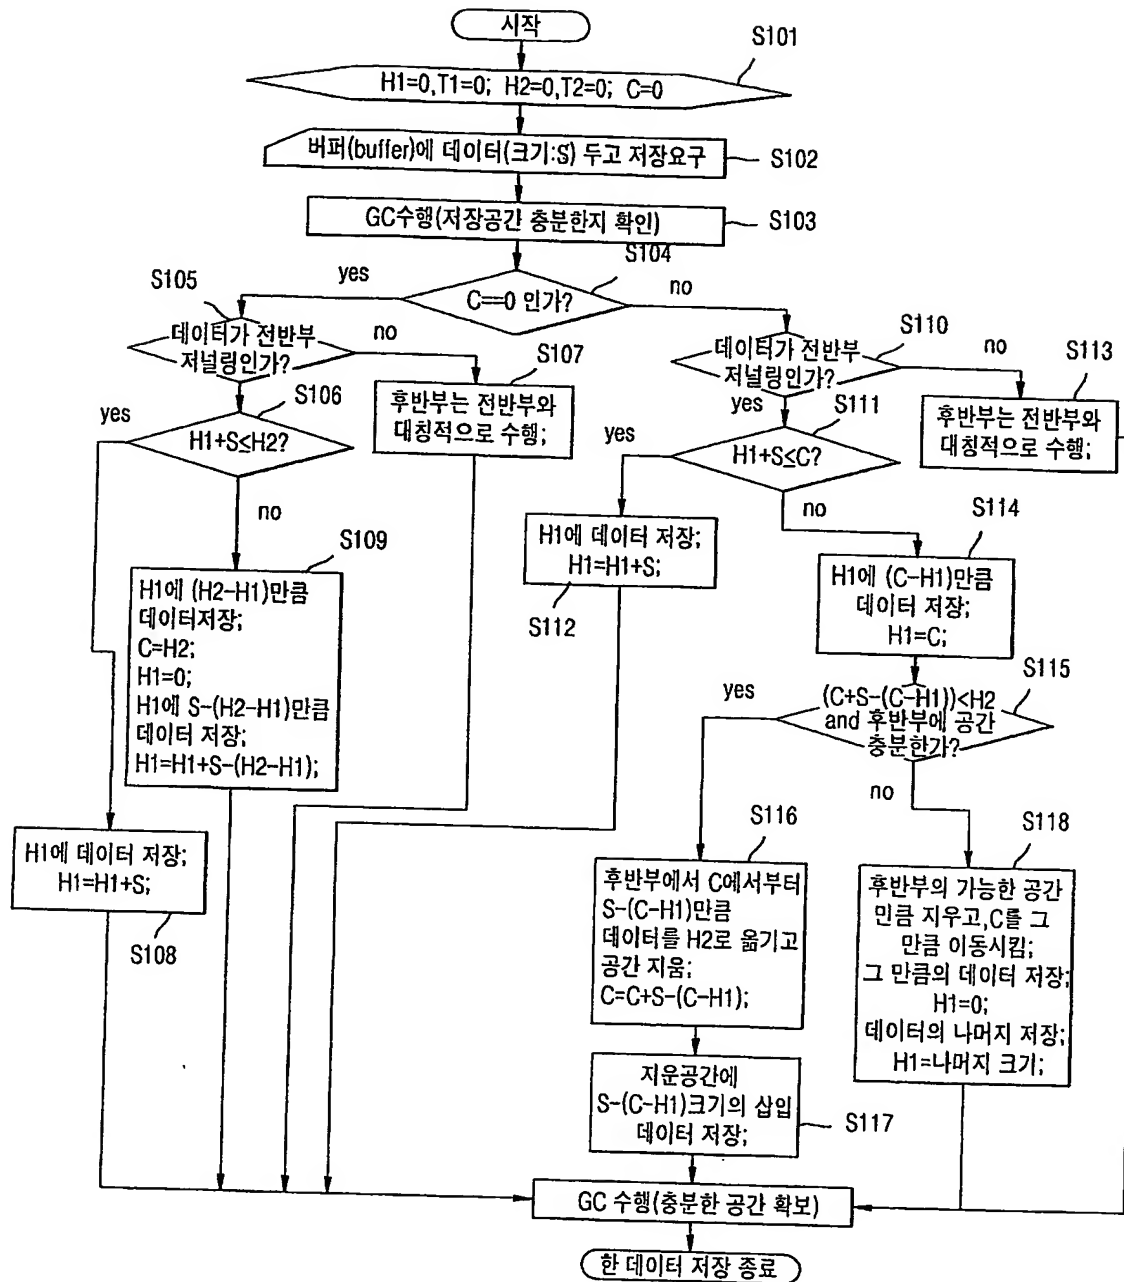 시작
S101
H1=0,T1=0; H2=0,T2=0; C=0
버퍼(buffer)에 데이터(크기:S) 두고 저장요구
S102
GC수행(저장공간 충분한지 확인)
S103
S104
C==0 인가?
yes
no
S105
데이터가 전반부
저널링인가?
no
yes
S107
후반부는 전반부와
대칭적으로 수행;
S106
H1+S≤H2?
yes
no
S109
H1에 (H2-H1)만큼
데이터저장;
C=H2;
H1=0;
H1에 S-(H2-H1)만큼
데이터 저장;
H1=H1+S-(H2-H1);
H1에 데이터 저장;
H1=H1+S;
S108
S110
데이터가 전반부
저널링인가?
no
yes
S113
후반부는 전반부와
대칭적으로 수행;
S111
H1+S≤C?
yes
no
H1에 데이터 저장;
H1=H1+S;
S112
S114
H1에 (C-H1)만큼
데이터 저장;
H1=C;
S115
(C+S-(C-H1))<H2
and 후반부에 공간
충분한가?
yes
no
S116
후반부에서 C에서부터
S-(C-H1)만큼
데이터를 H2로 옮기고
공간 지움;
C=C+S-(C-H1);
지운공간에
S-(C-H1)크기의 삽입
데이터 저장;
S117
S118
후반부의 가능한 공간
만큼 지우고,C를 그
만큼 이동시킴;
그 만큼의 데이터 저장;
H1=0;
데이터의 나머지 저장;
H1=나머지 크기;
GC 수행(충분한 공간 확보)
한 데이터 저장 종료